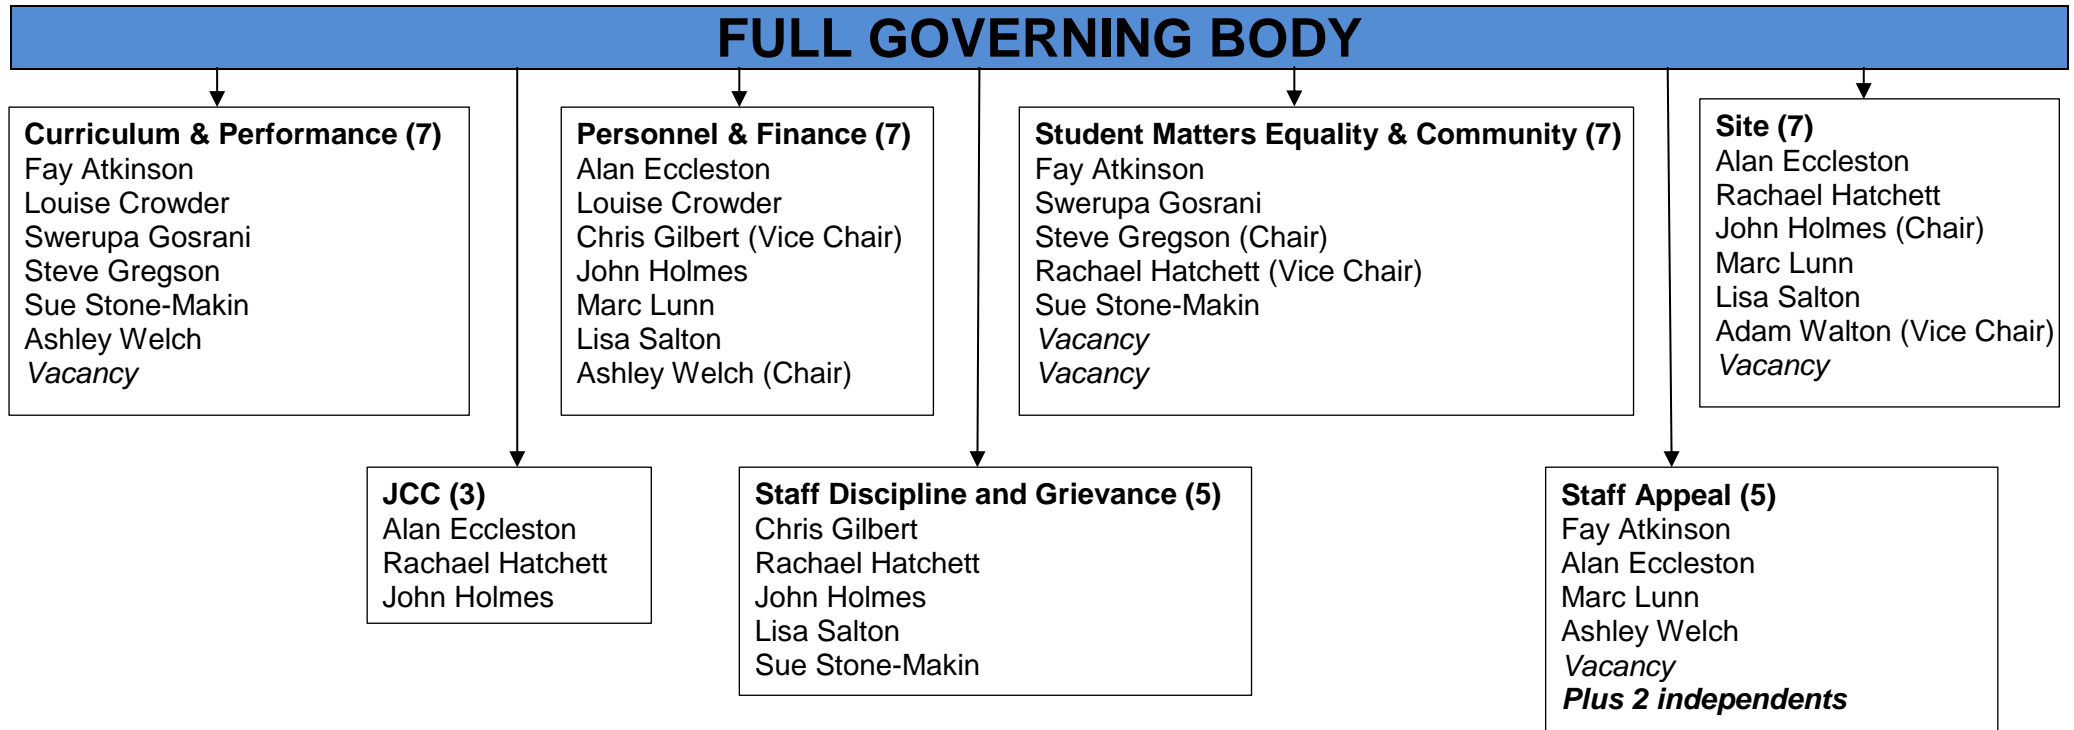 FULL GOVERNING BODY
Curriculum & Performance (7)
Fay Atkinson
Louise Crowder
Swerupa Gosrani
Steve Gregson
Sue Stone-Makin
Ashley Welch
Vacancy
Personnel & Finance (7)
Alan Eccleston
Louise Crowder
Chris Gilbert (Vice Chair)
John Holmes
Marc Lunn
Lisa Salton
Ashley Welch (Chair)
Student Matters Equality & Community (7)
Fay Atkinson
Swerupa Gosrani
Steve Gregson (Chair)
Rachael Hatchett (Vice Chair)
Sue Stone-Makin
Vacancy
Vacancy
Site (7)
Alan Eccleston
Rachael Hatchett
John Holmes (Chair)
Marc Lunn
Lisa Salton
Adam Walton (Vice Chair)
Vacancy
JCC (3)
Alan Eccleston
Rachael Hatchett
John Holmes
Staff Discipline and Grievance (5)
Chris Gilbert
Rachael Hatchett
John Holmes
Lisa Salton
Sue Stone-Makin
Staff Appeal (5)
Fay Atkinson
Alan Eccleston
Marc Lunn
Ashley Welch
Vacancy
Plus 2 independents